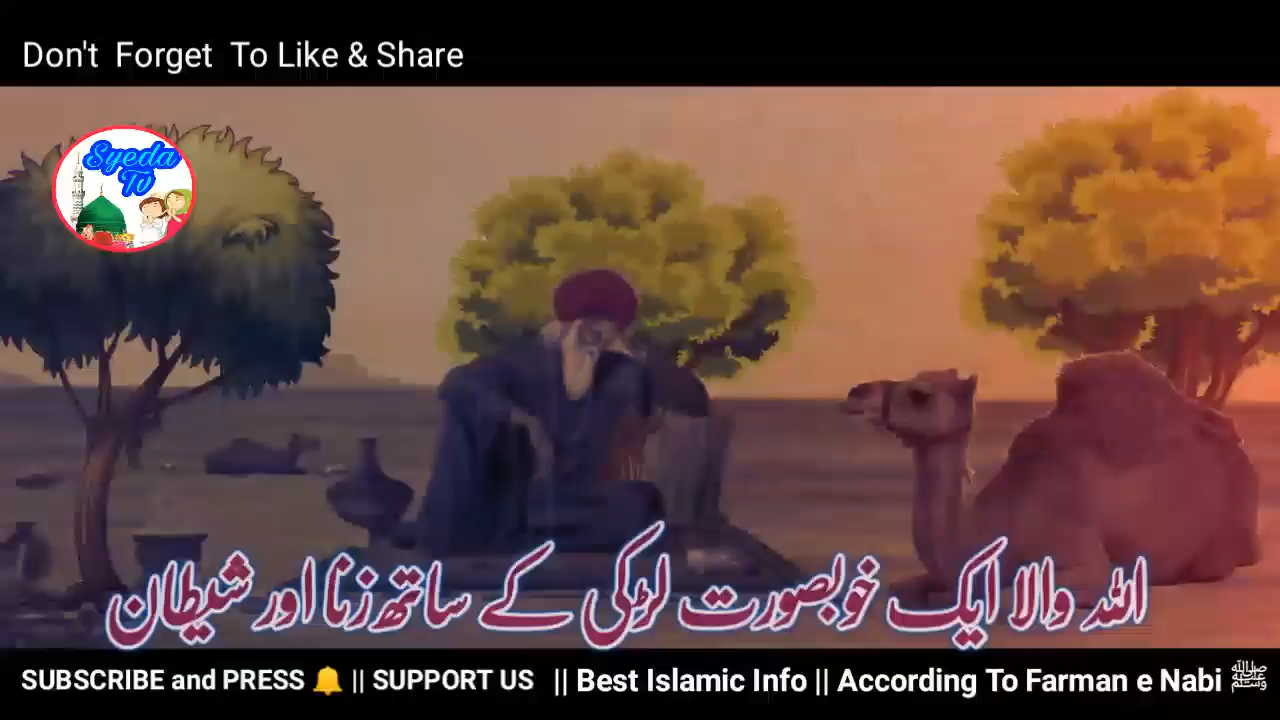 Don't Forget To Like & Share
Syeda
Tv
اللہ والا ایک خوبصورت لڑکی کے ساتھ زنا اور شیطان
SUBSCRIBE and PRESS 🔔 || SUPPORT US || Best Islamic Info || According To Farman e Nabi ﷺ